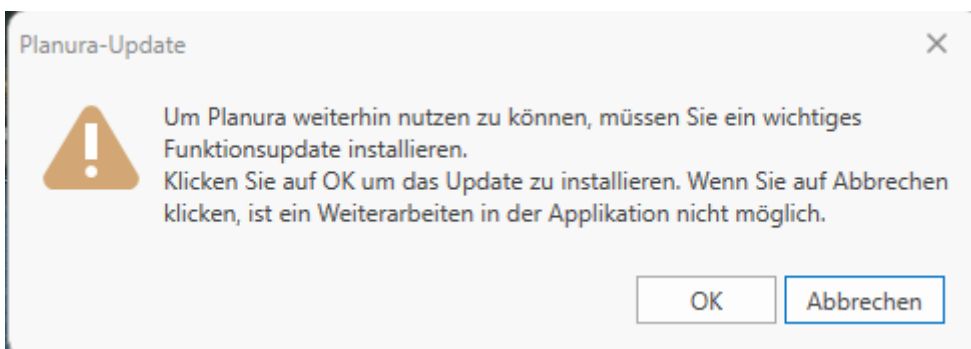 Planura-Update
Um Planura weiterhin nutzen zu können, müssen Sie ein wichtiges
Funktionsupdate installieren.
Klicken Sie auf OK um das Update zu installieren. Wenn Sie auf Abbrechen
klicken, ist ein Weiterarbeiten in der Applikation nicht möglich.
OK
Abbrechen